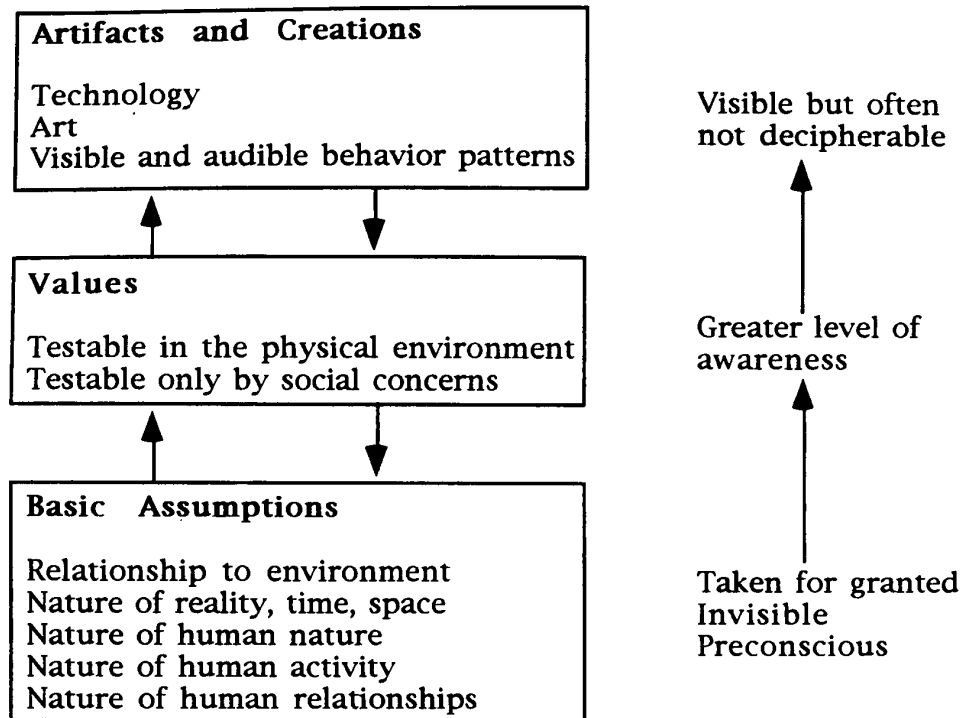 Artifacts and Creations
Technology
Art
Visible and audible behavior patterns
Visible but often
not decipherable
Values
Testable in the physical environment
Testable only by social concerns
Greater level of
awareness
Basic Assumptions
Relationship to environment
Nature of reality, time, space
Nature of human nature
Nature of human activity
Nature of human relationships
Taken for granted
Invisible
Preconscious